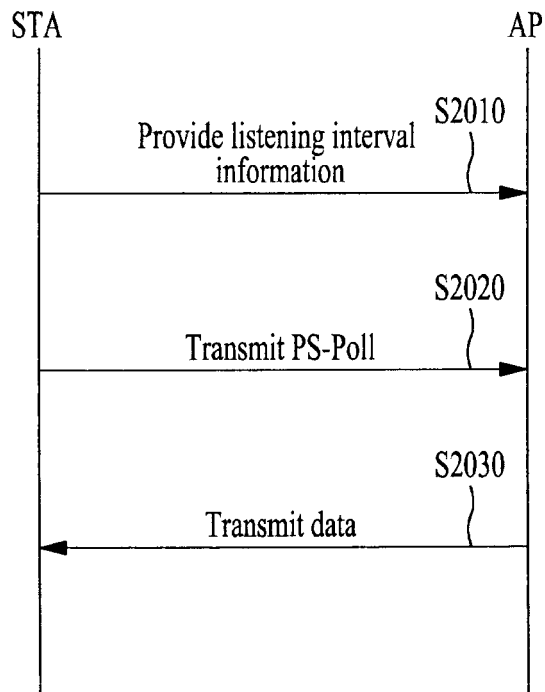 STA
AP
S2010
Provide listening interval
information
S2020
Transmit PS-Poll
S2030
Transmit data